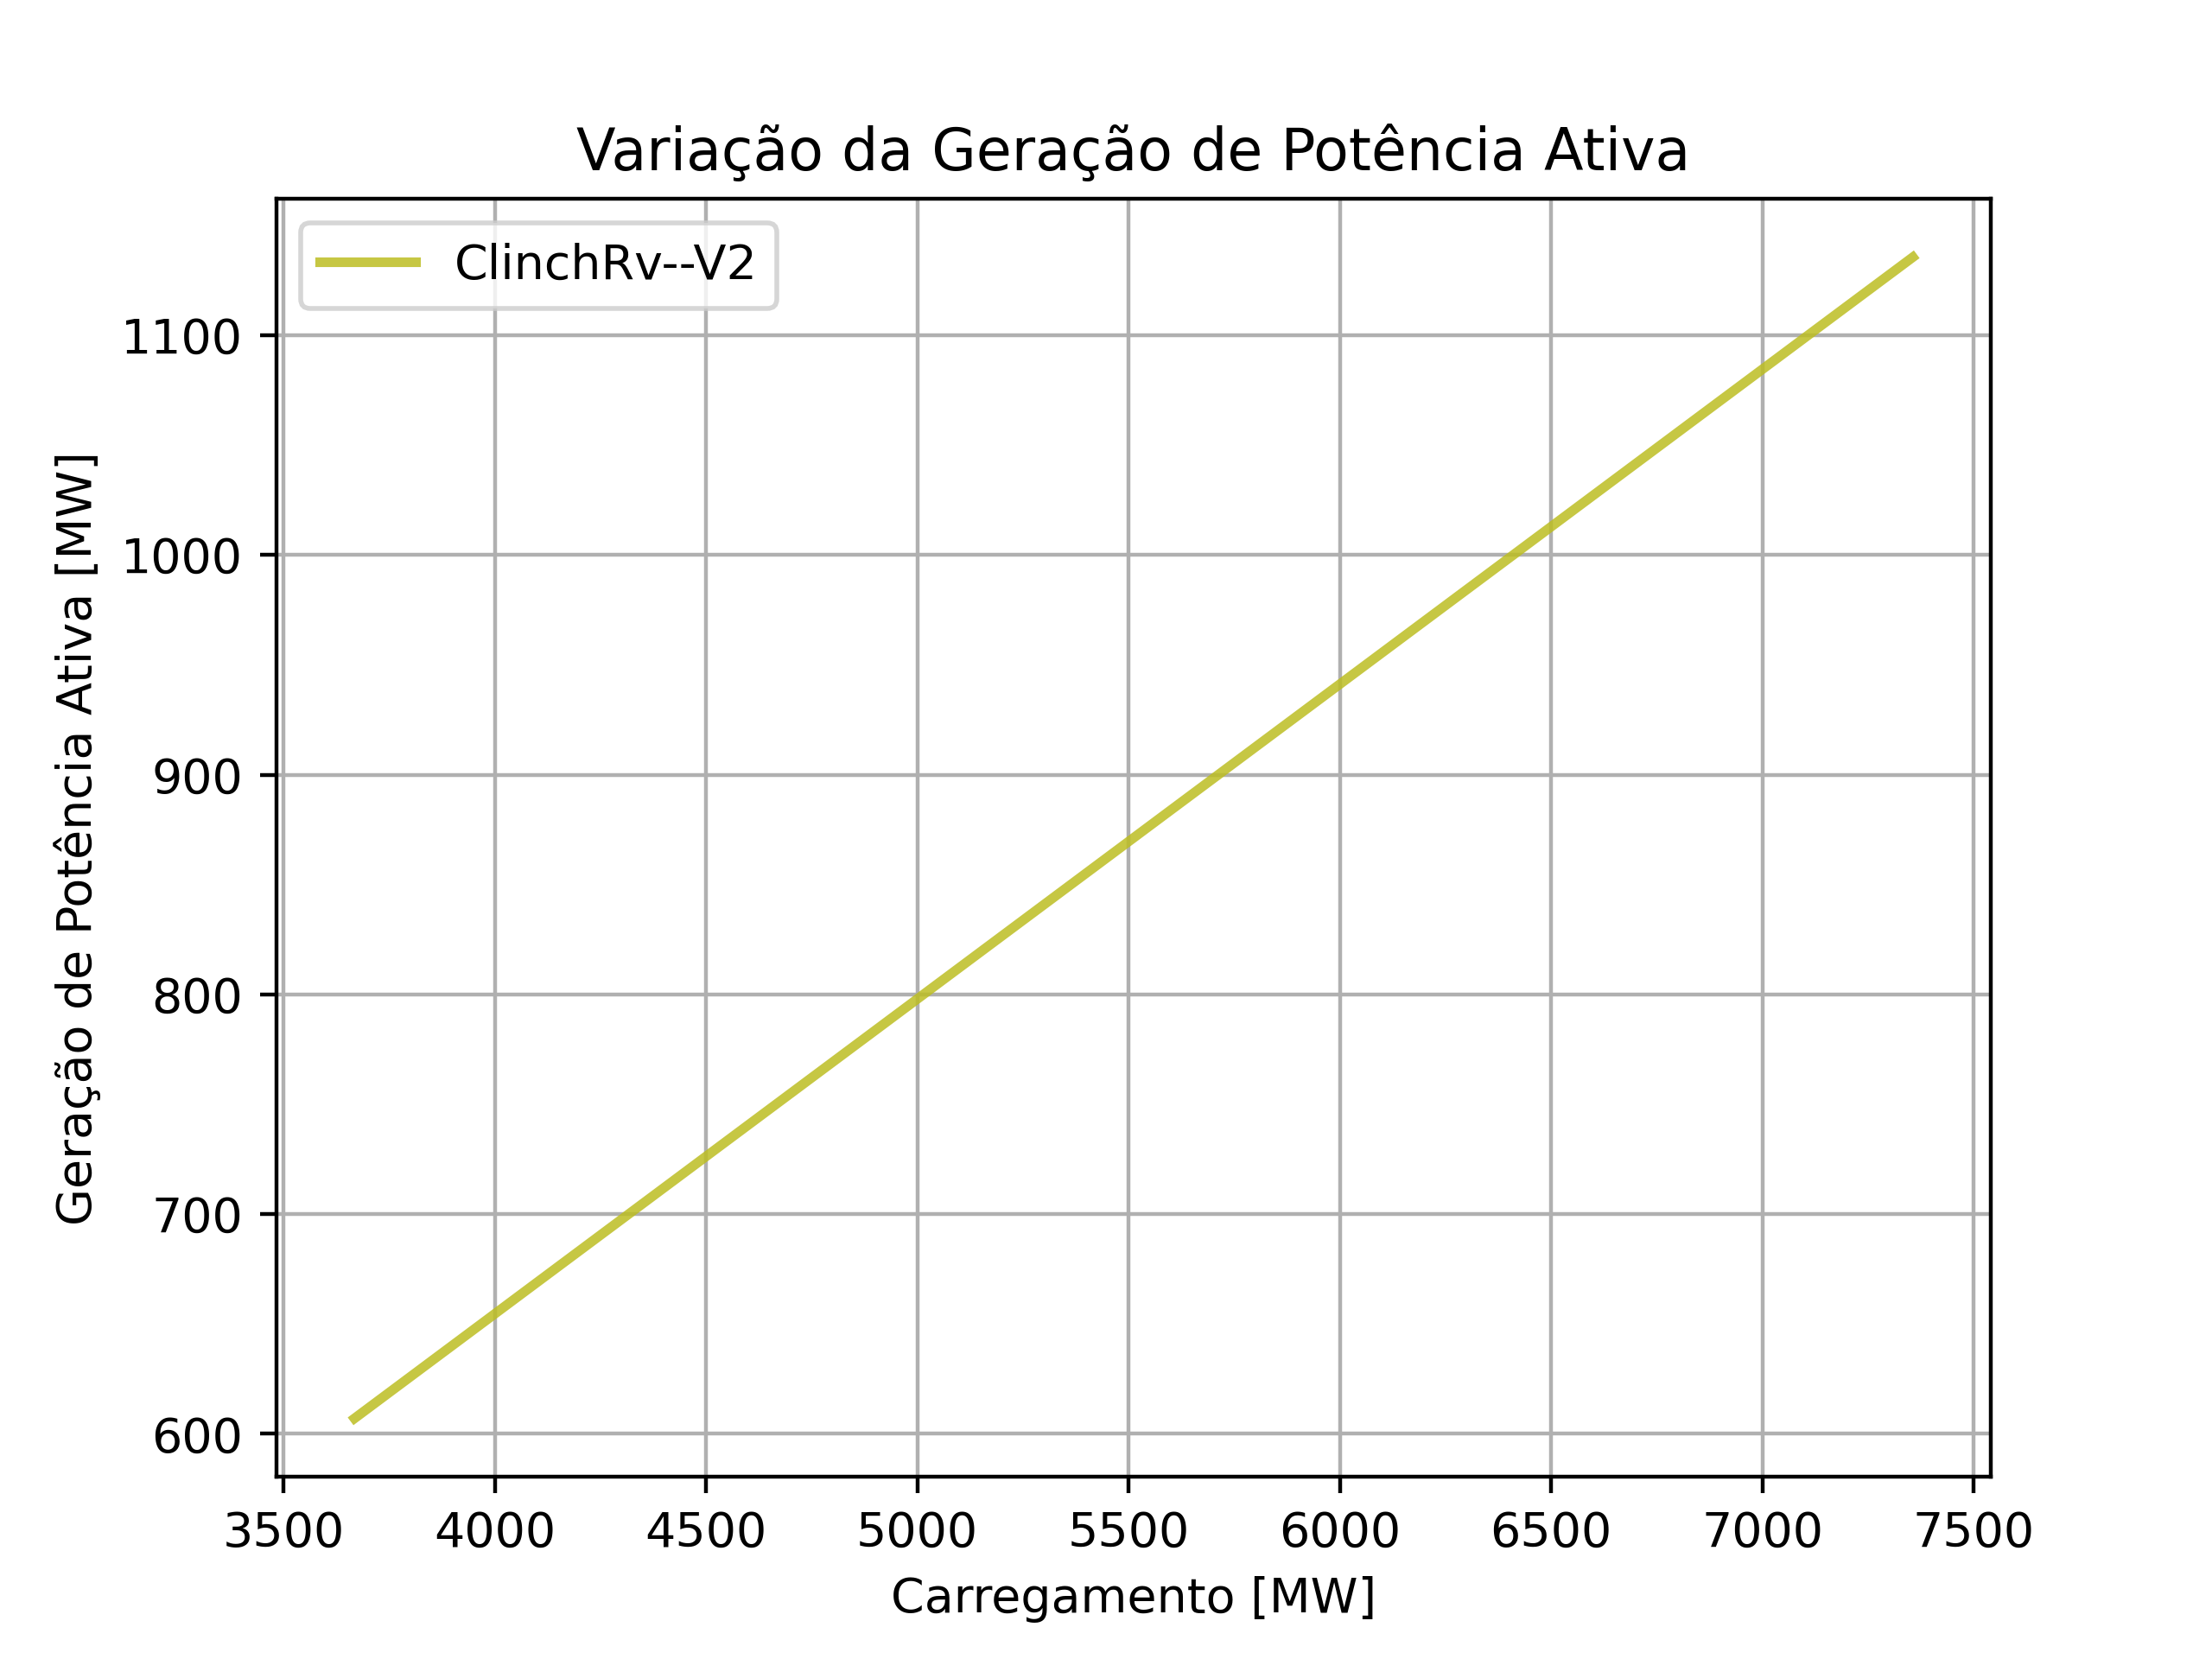 Variação da Geração de Potência Ativa
ClinchRv--V2
Geração de Potência Ativa [MW]
1100
1000
900
800
700
600
3500 4000 4500 5000 5500 6000 6500 7000 7500
Carregamento [MW]